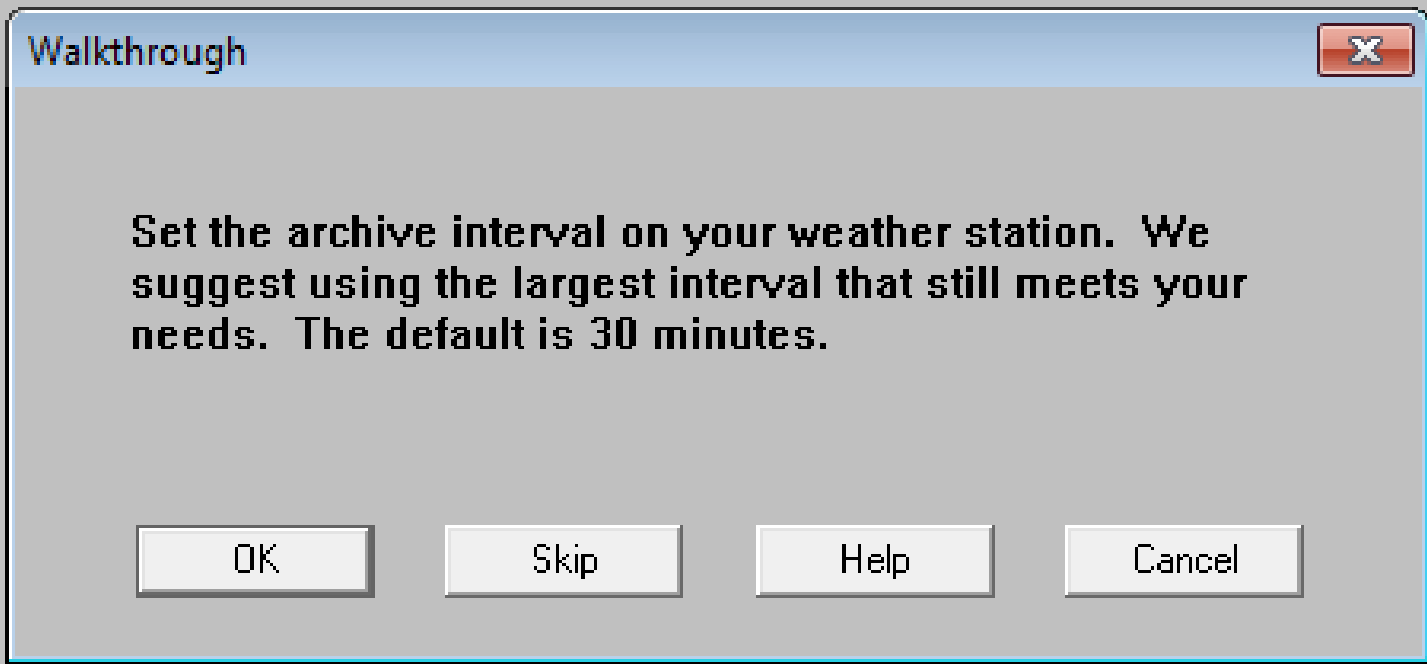 Walkthrough
Set the archive interval on your weather station.  We
suggest using the largest interval that still meets your
needs.  The default is 30 minutes.
OK Skip Help Cancel